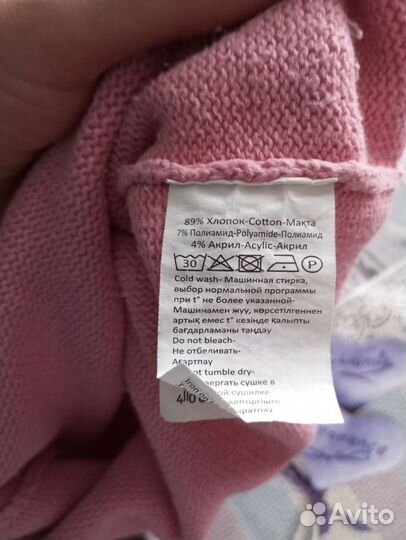 89% Хлопок-Cotton-Мақта
7% Полиамид-Polyamide-Полиамид
4% Акрил-Acylic-Акрил
30
P
Cold wash- Машинная стирка,
выбор нормальной программы
при t° не более указанной-
Машинамен жуу, көрсетілгеннен
артық емес t° кезінде қалыпты
бағдарламаны таңдау
Do not bleach-
Не отбеливать-
Ағартпау
not tumble dry-
сушке в
сушилке-
Avito